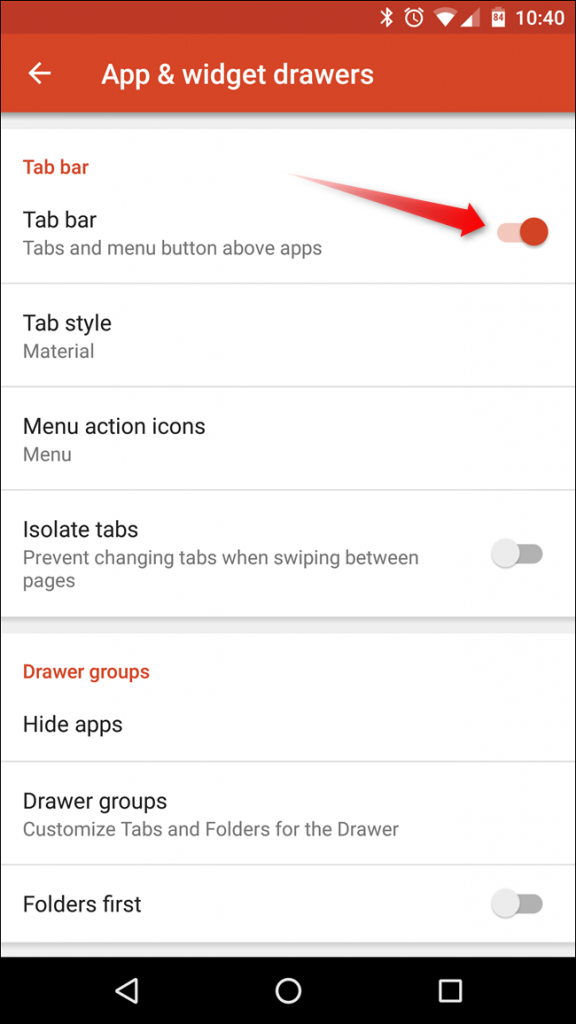 84 10:40
App & widget drawers
Tab bar
Tab bar
Tabs and menu button above apps
Tab style
Material
Menu action icons
Menu
Isolate tabs
Prevent changing tabs when swiping between
pages
Drawer groups
Hide apps
Drawer groups
Customize Tabs and Folders for the Drawer
Folders first